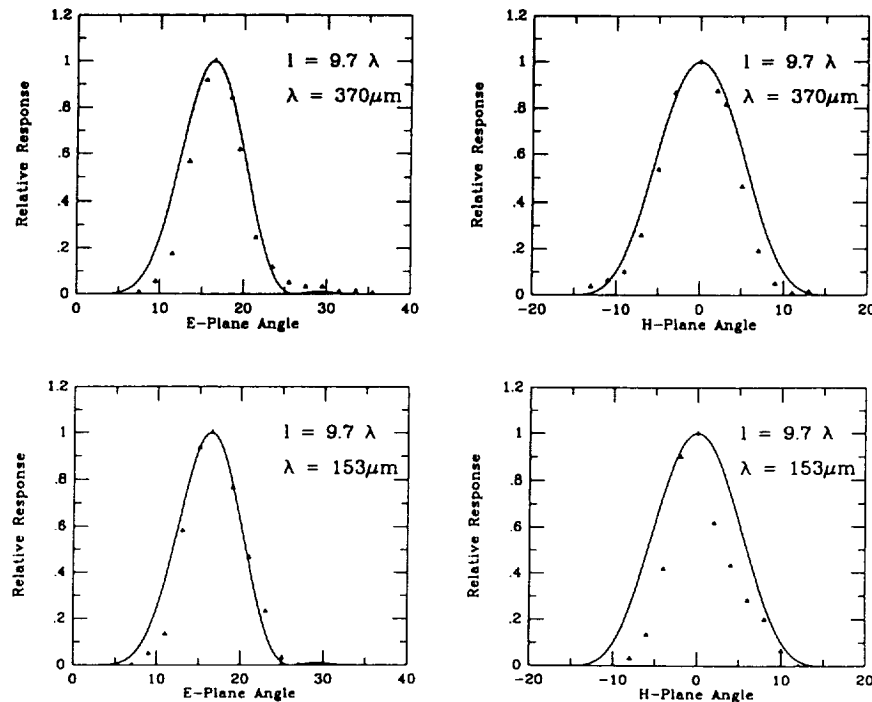 1.2
1
.8
.6
.4
.2
0
Relative Response
l = 9.7 λ
λ = 370μm
0 10 20 30 40
E-Plane Angle
1.2
1
.8
.6
.4
.2
0
Relative Response
l = 9.7 λ
λ = 370μm
-20 -10 0 10 20
H-Plane Angle
1.2
1
.8
.6
.4
.2
0
Relative Response
l = 9.7 λ
λ = 153μm
0 10 20 30 40
E-Plane Angle
1.2
1
.8
.6
.4
.2
0
Relative Response
l = 9.7 λ
λ = 153μm
-20 -10 0 10 20
H-Plane Angle